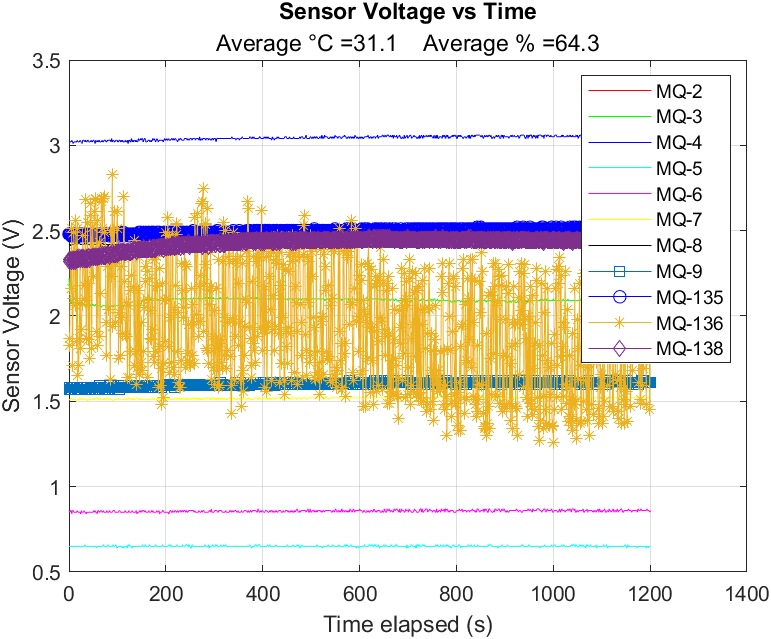 Sensor Voltage vs Time
Average °C =31.1 Average % =64.3
3.5
3
2.5
2
1.5
1
0.5
Sensor Voltage (V)
MQ-2
MQ-3
MQ-4
MQ-5
MQ-6
MQ-7
MQ-8
MQ-9
MQ-135
MQ-136
MQ-138
0 200 400 600 800 1000 1200 1400
Time elapsed (s)